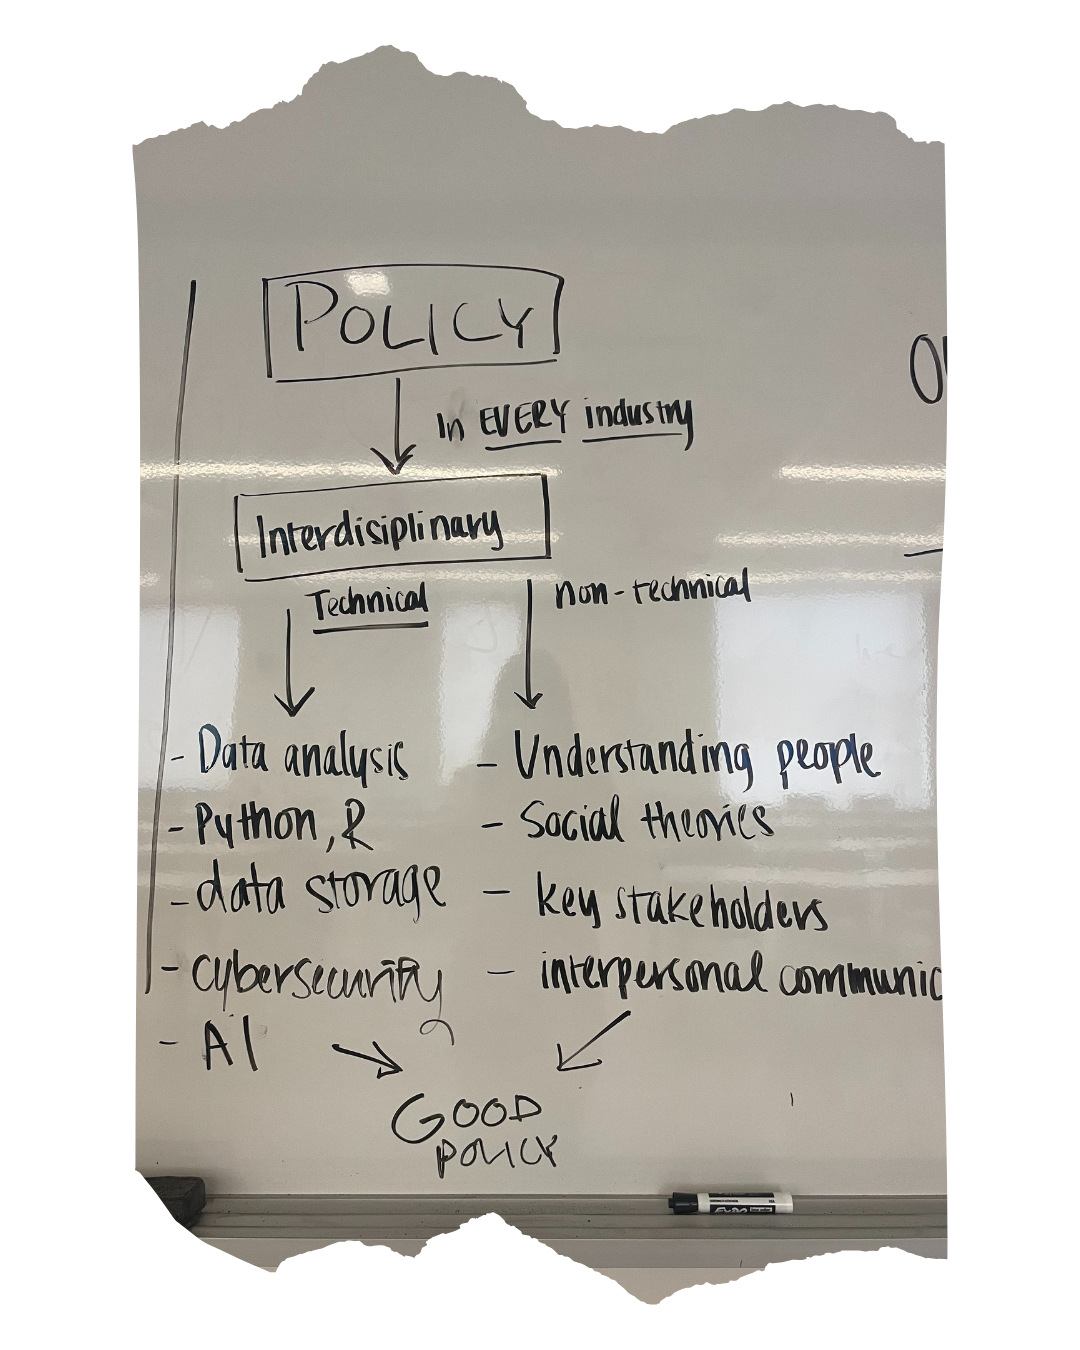 POLICY
In EVERY industry
Interdisiplinary
Technical
non-technical
- Data analysis
- Python, R
- data storage
- cybersecurity
- AI
- Understanding people
- Social theories
- key stakeholders
- interpersonal communic
GOOD
POLICY
EXPO